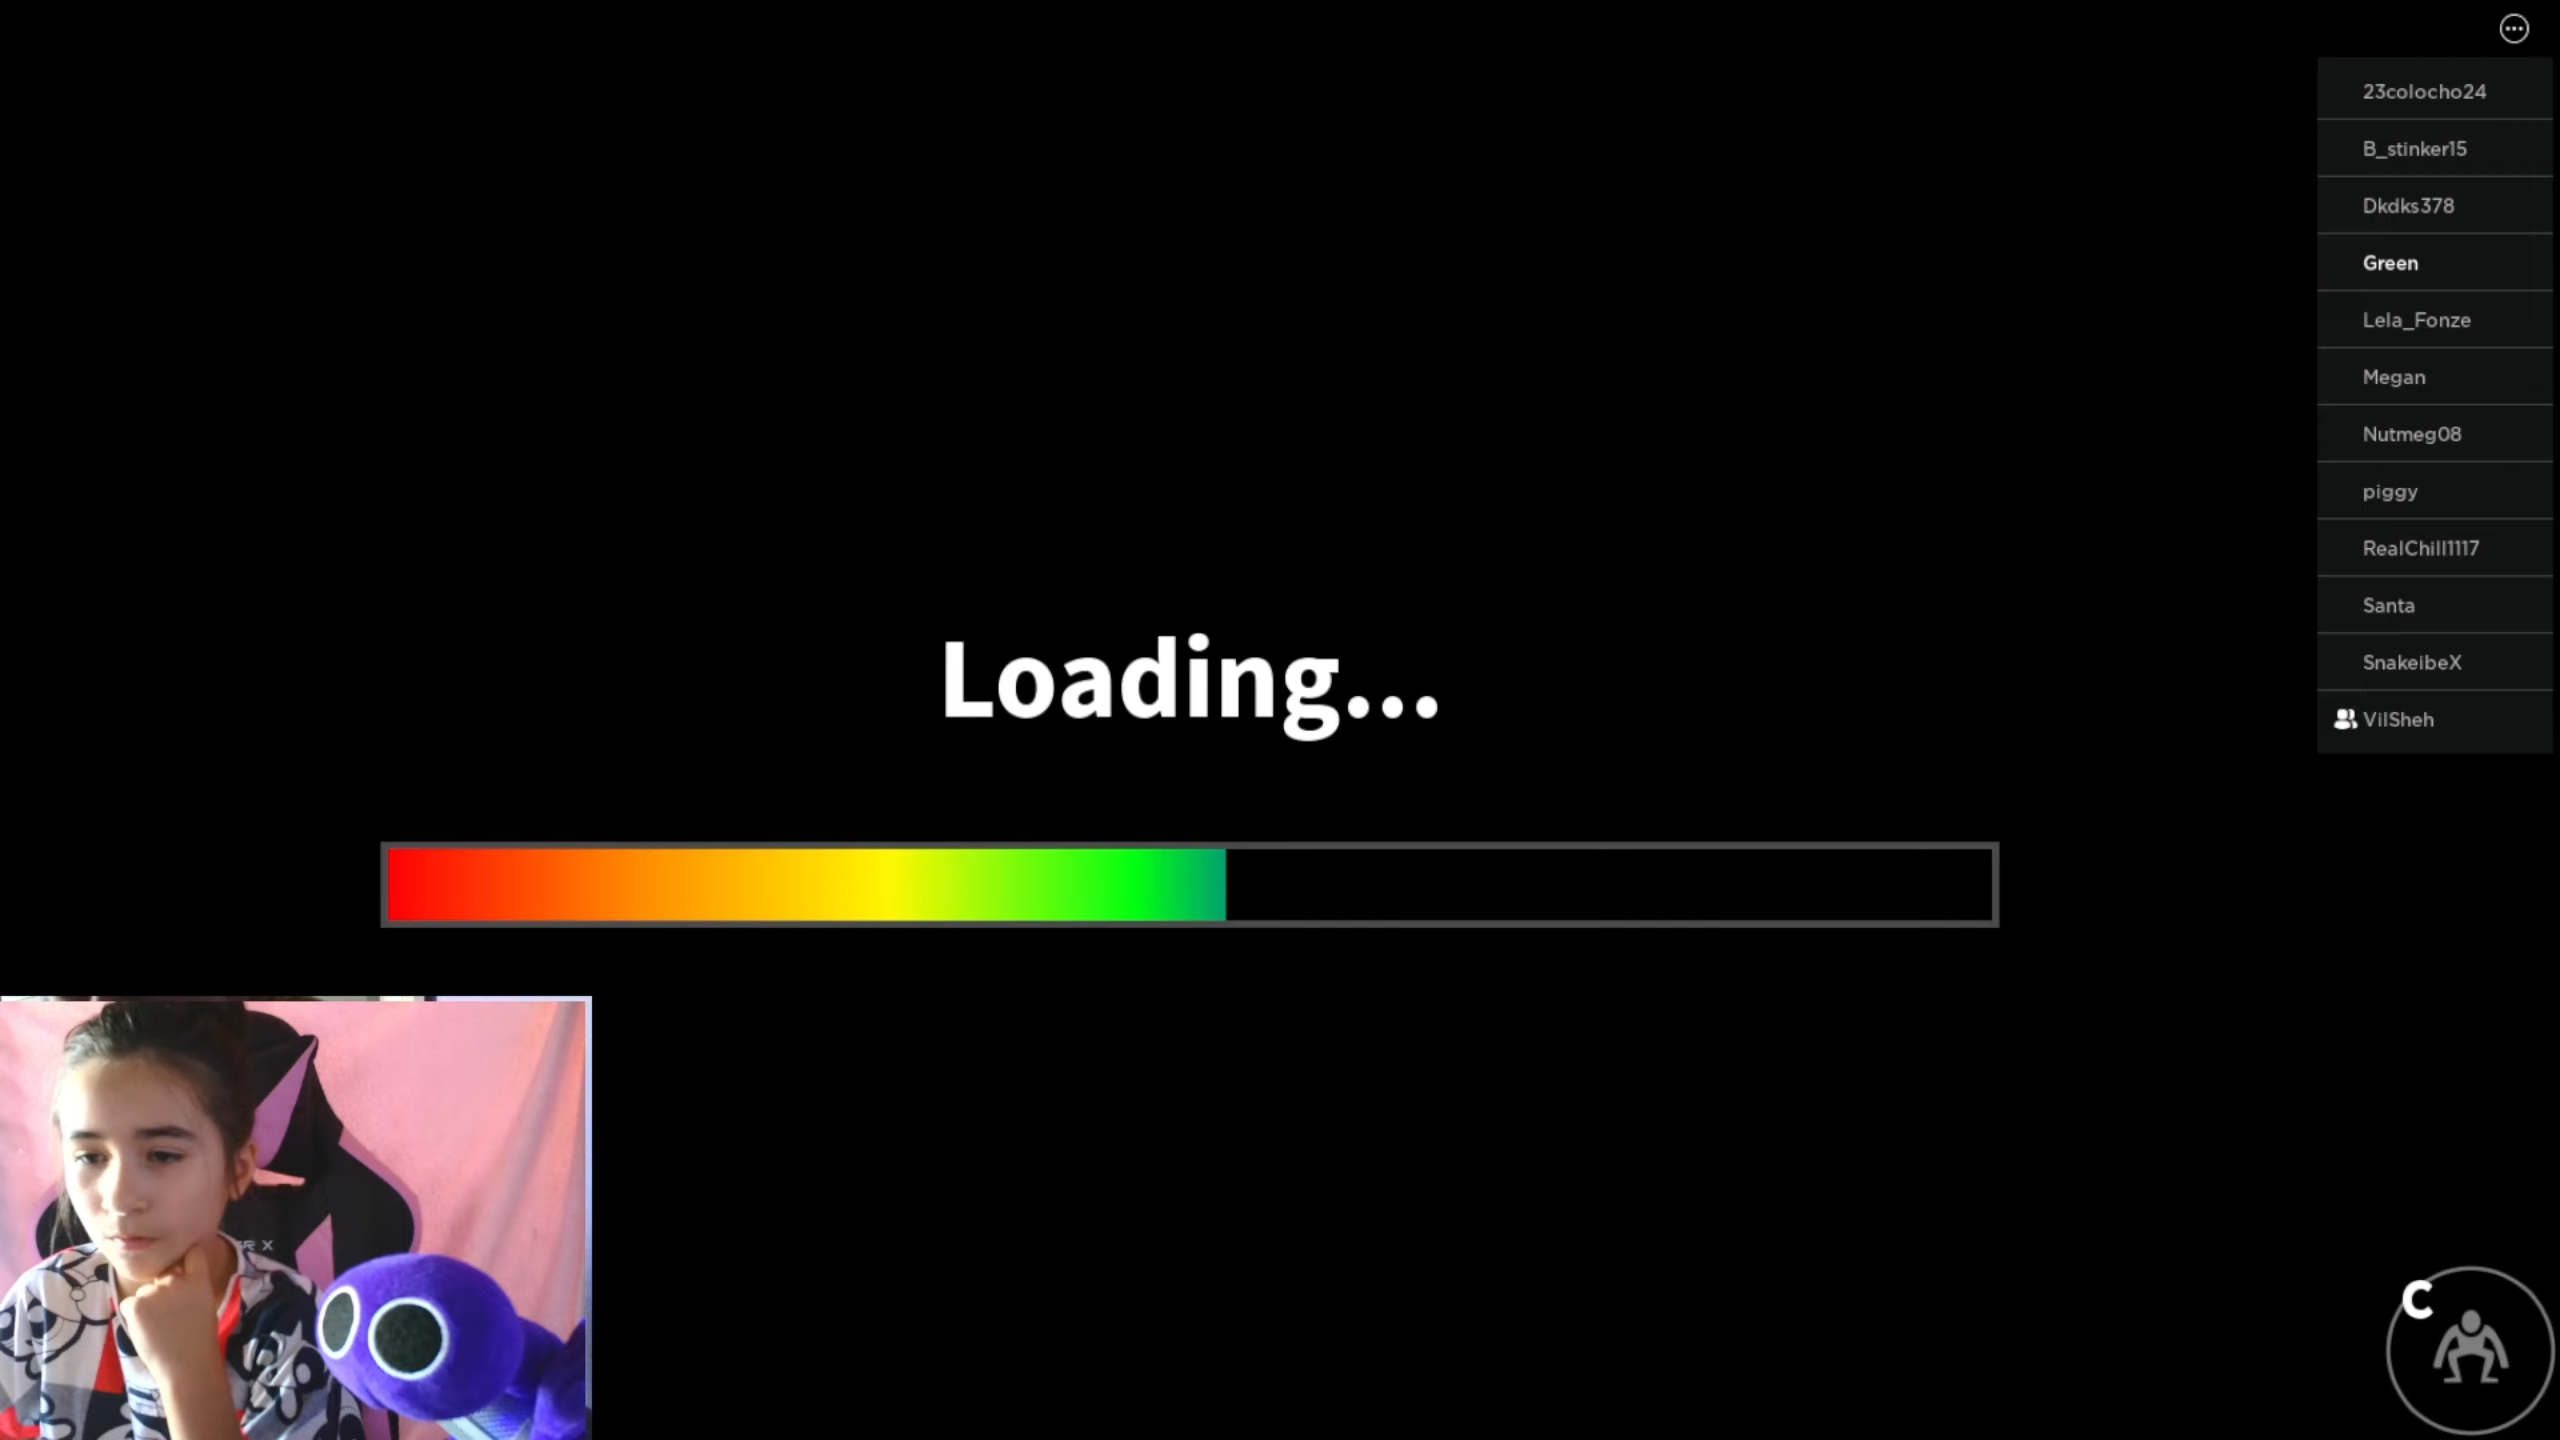 23colocho24
B_stinker15
Dkdks378
Green
Lela_Fonze
Megan
Nutmeg08
piggy
RealChill1117
Santa
SnakeibeX
VilSheh
Loading...
C
R X